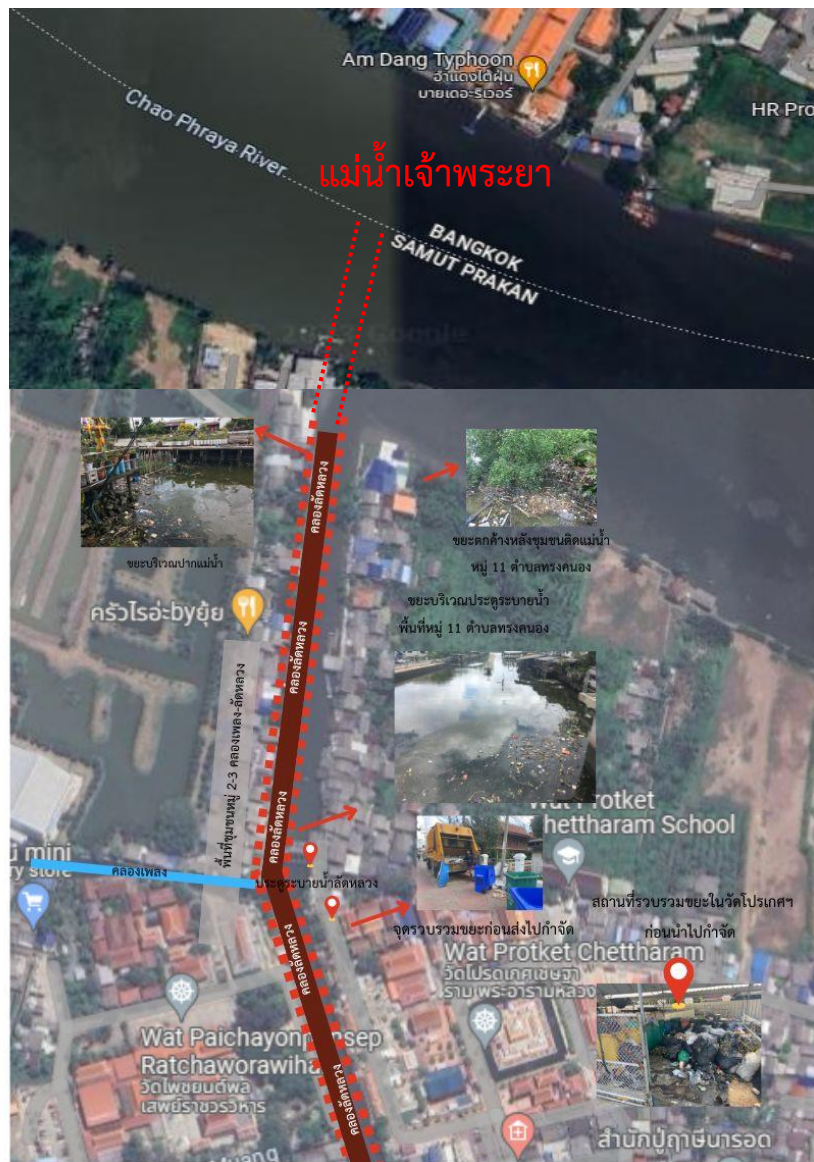 Am Dang Typhoon
อำแดงไต้ฝุ่น
บายเดอะริเวอร์
HR Pro
Chao Phraya River
แม่น้ำเจ้าพระยา
BANGKOK
SAMUT PRAKAN
คลองลัดหลวง
ขยะบริเวณปากแม่น้ำ
ขยะตกค้างหลังชุมชนติดแม่น้ำ
หมู่ 11 ตำบลทรงคนอง
ขยะบริเวณประตูระบายน้ำ
พื้นที่หมู่ 11 ตำบลทรงคนอง
ครัวไรอ่ะbyยุ้ย
คลองลัดหลวง
พื้นที่ชุมชนหมู่ 2-3 คลองเพลง-ลัดหลวง
คลองลัดหลวง
Wat Protket
hettharam School
mini
ry store
คลองเพลง
ประตูระบายน้ำลัดหลวง
สถานที่รวบรวมขยะในวัดโปรเกศฯ
ก่อนนำไปกำจัด
จุดรวบรวมขยะก่อนส่งไปกำจัด
Wat Protket Chettharam
วัดโปรดเกศเชษฐา
รามพระอารามหลวง
คลองลัดหลวง
Wat Paichayonp nsep
Ratchaworawiha
วัดไพชยนต์พล
เสพย์ราชวรวิหาร
คลองลัดหลวง
สำนักปู่ฤาษีนารอด